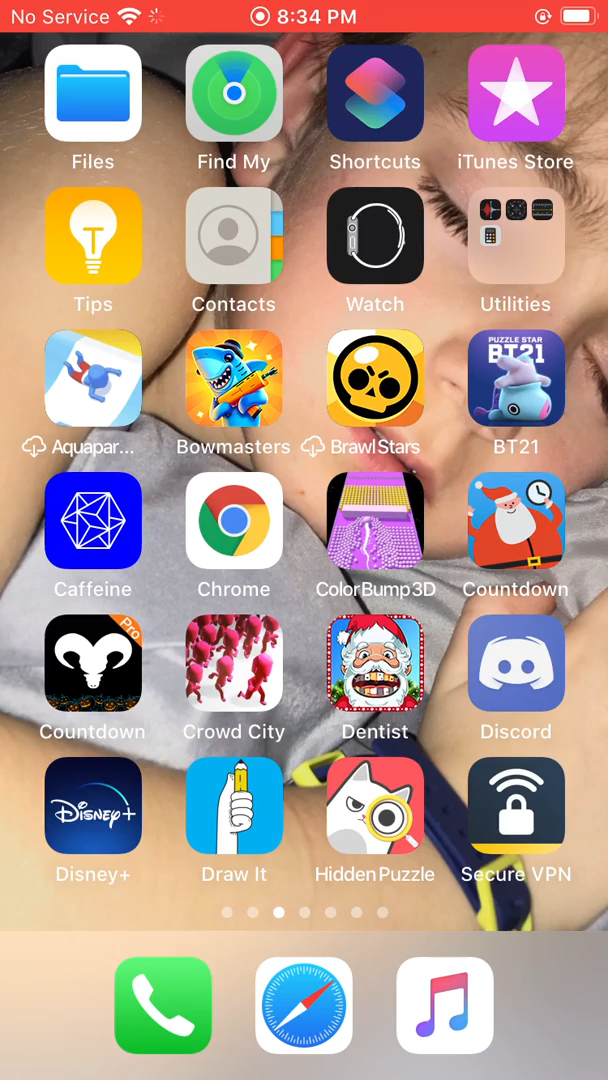 No Service 8:34 PM
Files Find My Shortcuts iTunes Store
Tips Contacts Watch Utilities
PUZZLE STAR
BT21
Aquapar... Bowmasters Brawl Stars BT21
Caffeine Chrome Color Bump 3D Countdown
Pro
Countdown Crowd City Dentist Discord
Disney+
Disney+ Draw It Hidden Puzzle Secure VPN